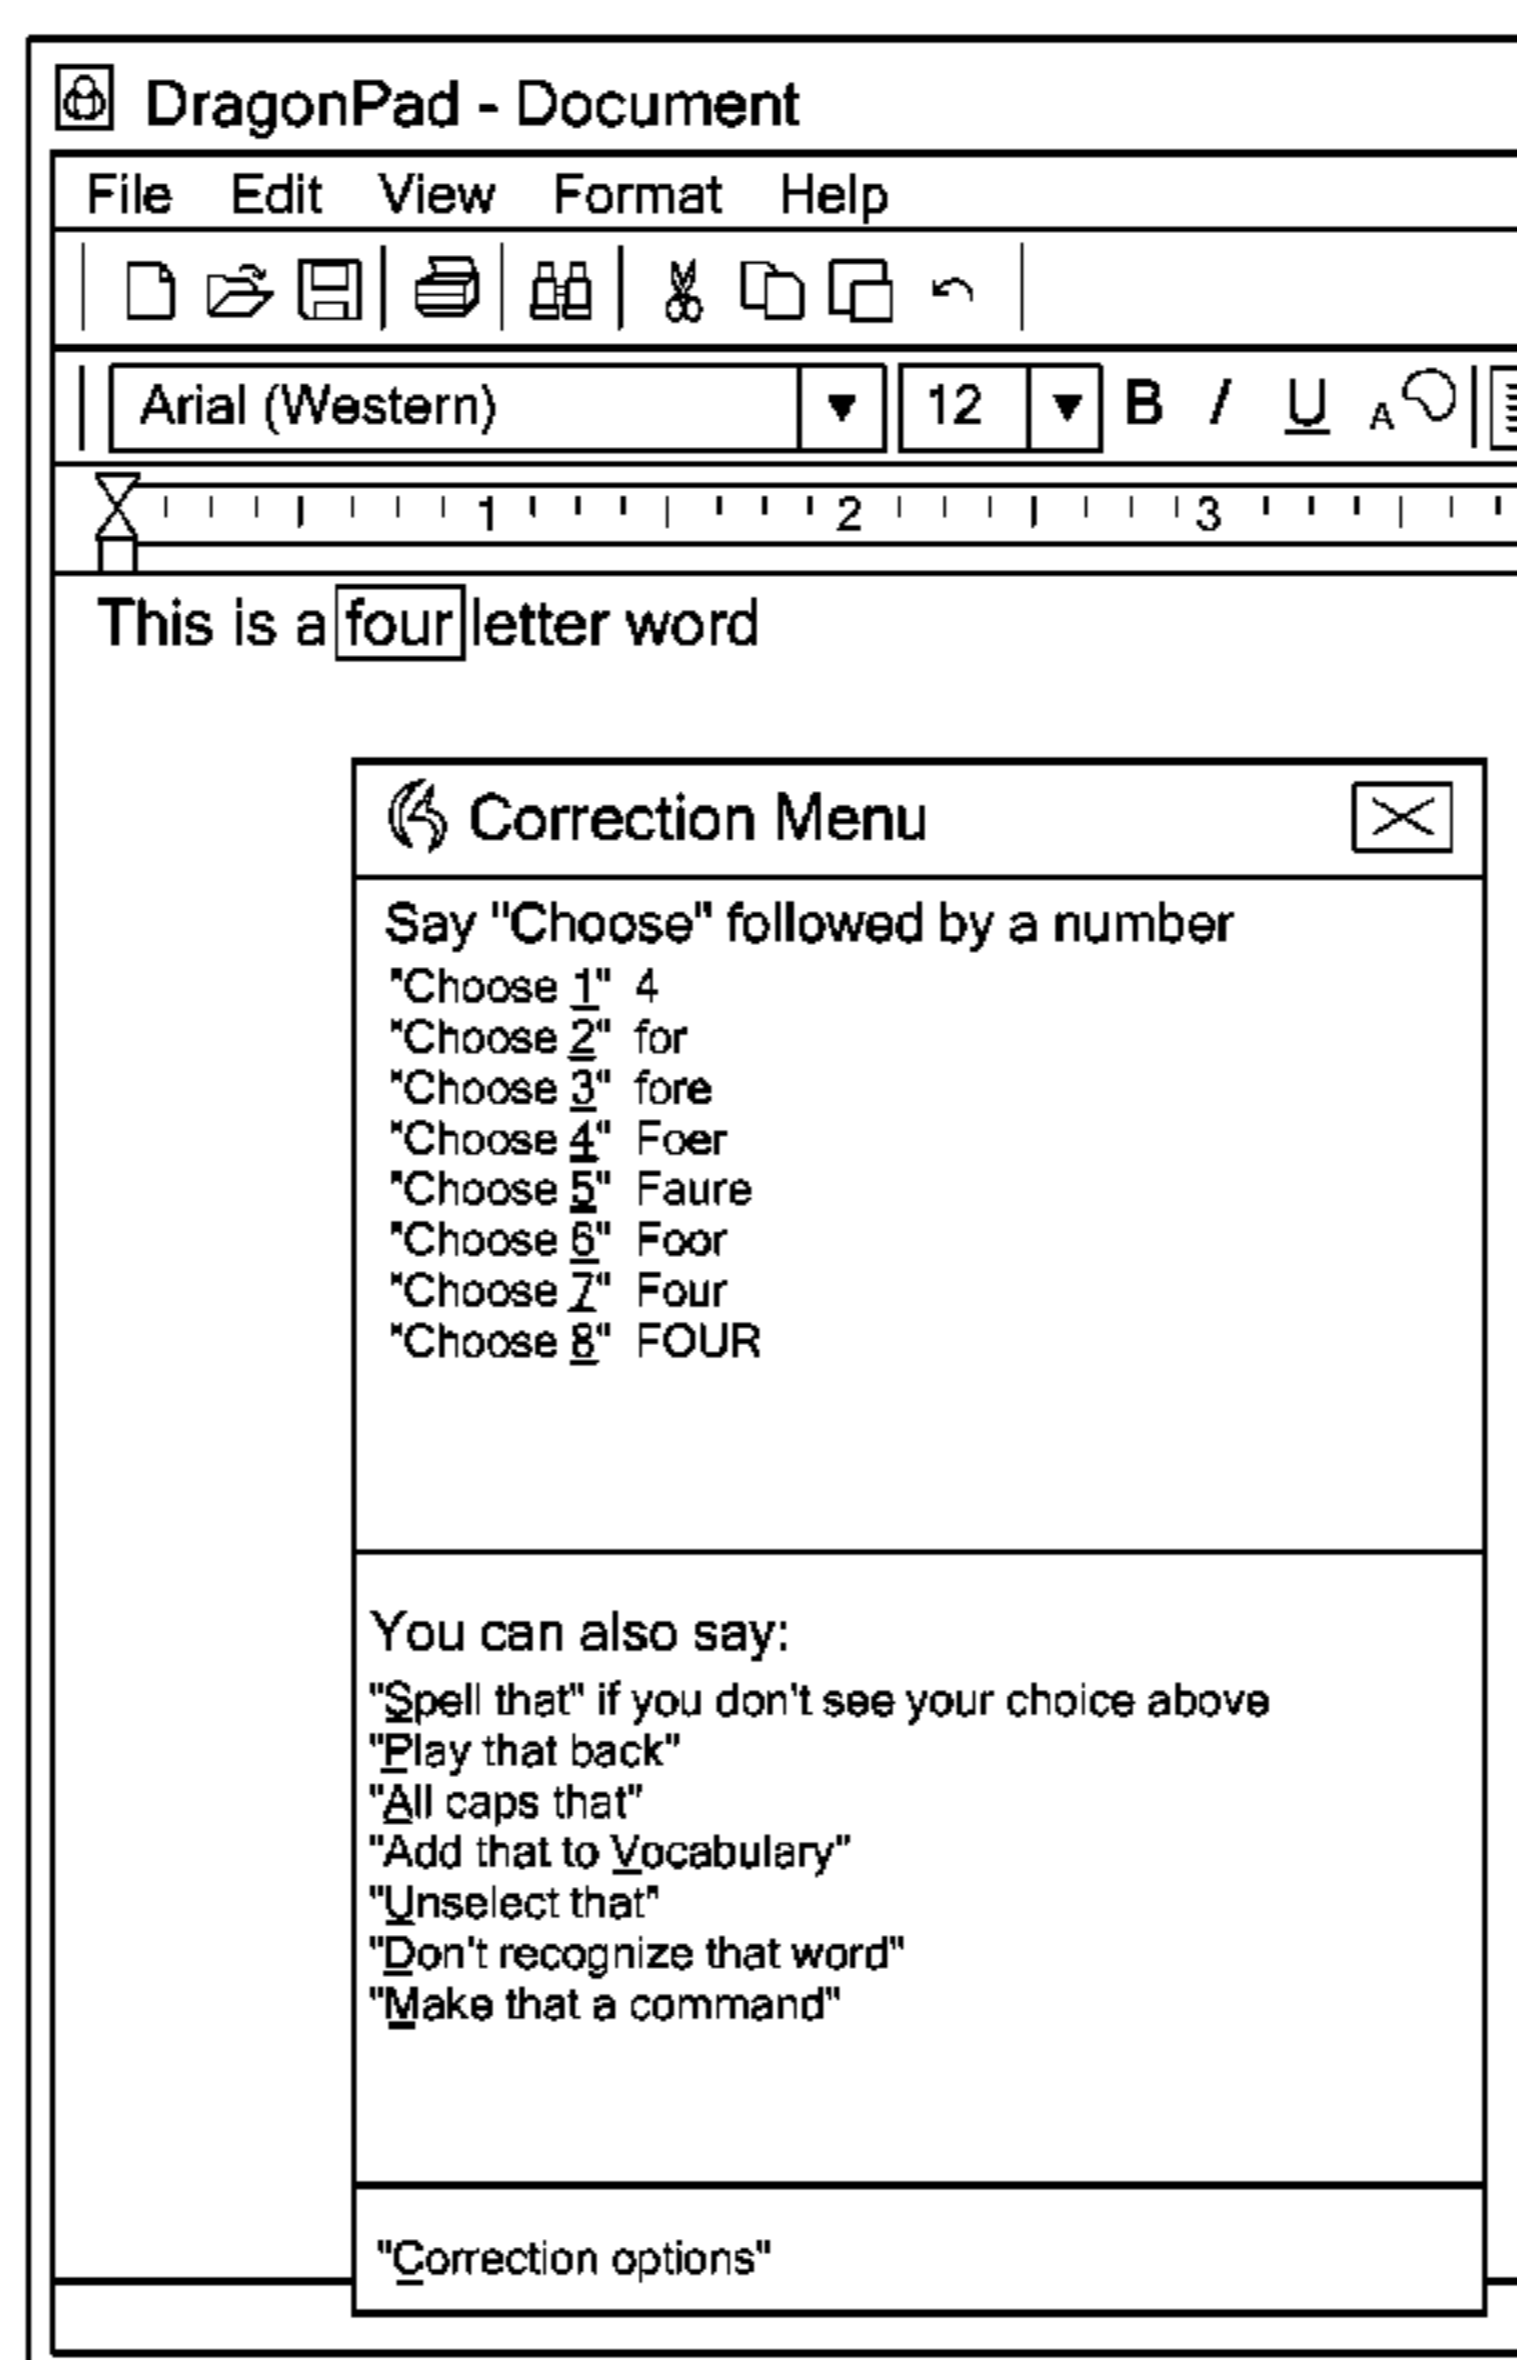 DragonPad - Document
File Edit View Format Help
Arial (Western) 12 B I U A
1 2 3
This is a four letter word
Correction Menu
Say "Choose" followed by a number
"Choose 1" 4
"Choose 2" for
"Choose 3" fore
"Choose 4" Foer
"Choose 5" Faure
"Choose 6" Foor
"Choose 7" Four
"Choose 8" FOUR
You can also say:
"Spell that" if you don't see your choice above
"Play that back"
"All caps that"
"Add that to Vocabulary"
"Unselect that"
"Don't recognize that word"
"Make that a command"
"Correction options"